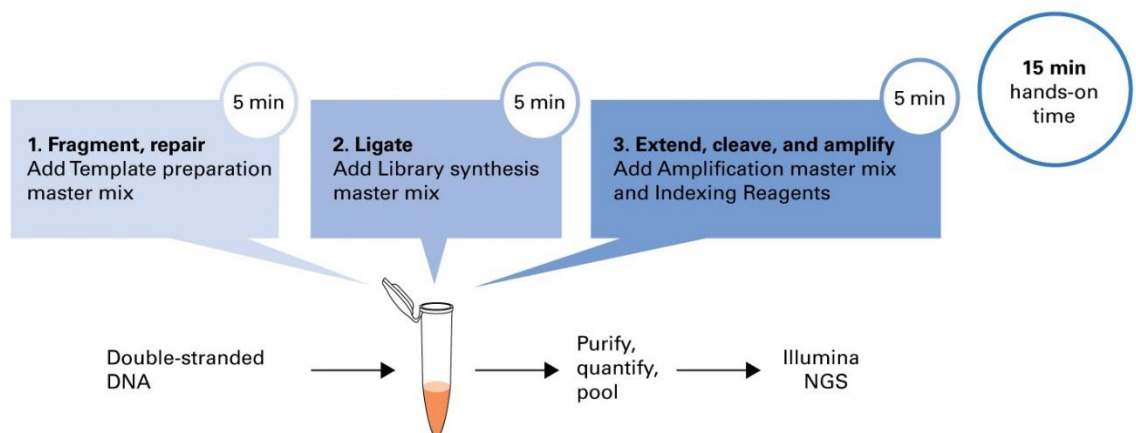 5 min
1. Fragment, repair
Add Template preparation
master mix
5 min
2. Ligate
Add Library synthesis
master mix
5 min
3. Extend, cleave, and amplify
Add Amplification master mix
and Indexing Reagents
15 min
hands-on
time
Double-stranded
DNA
Purify,
quantify,
pool
Illumina
NGS